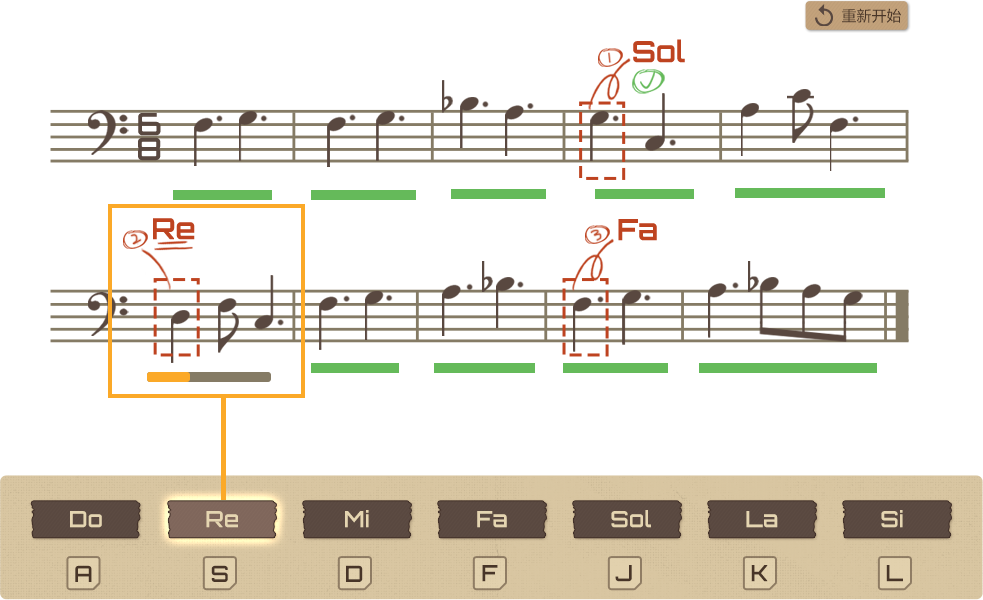 重新开始
① Sol
6
8
② Re
③ Fa
Do Re Mi Fa Sol La Si
A S D F J K L